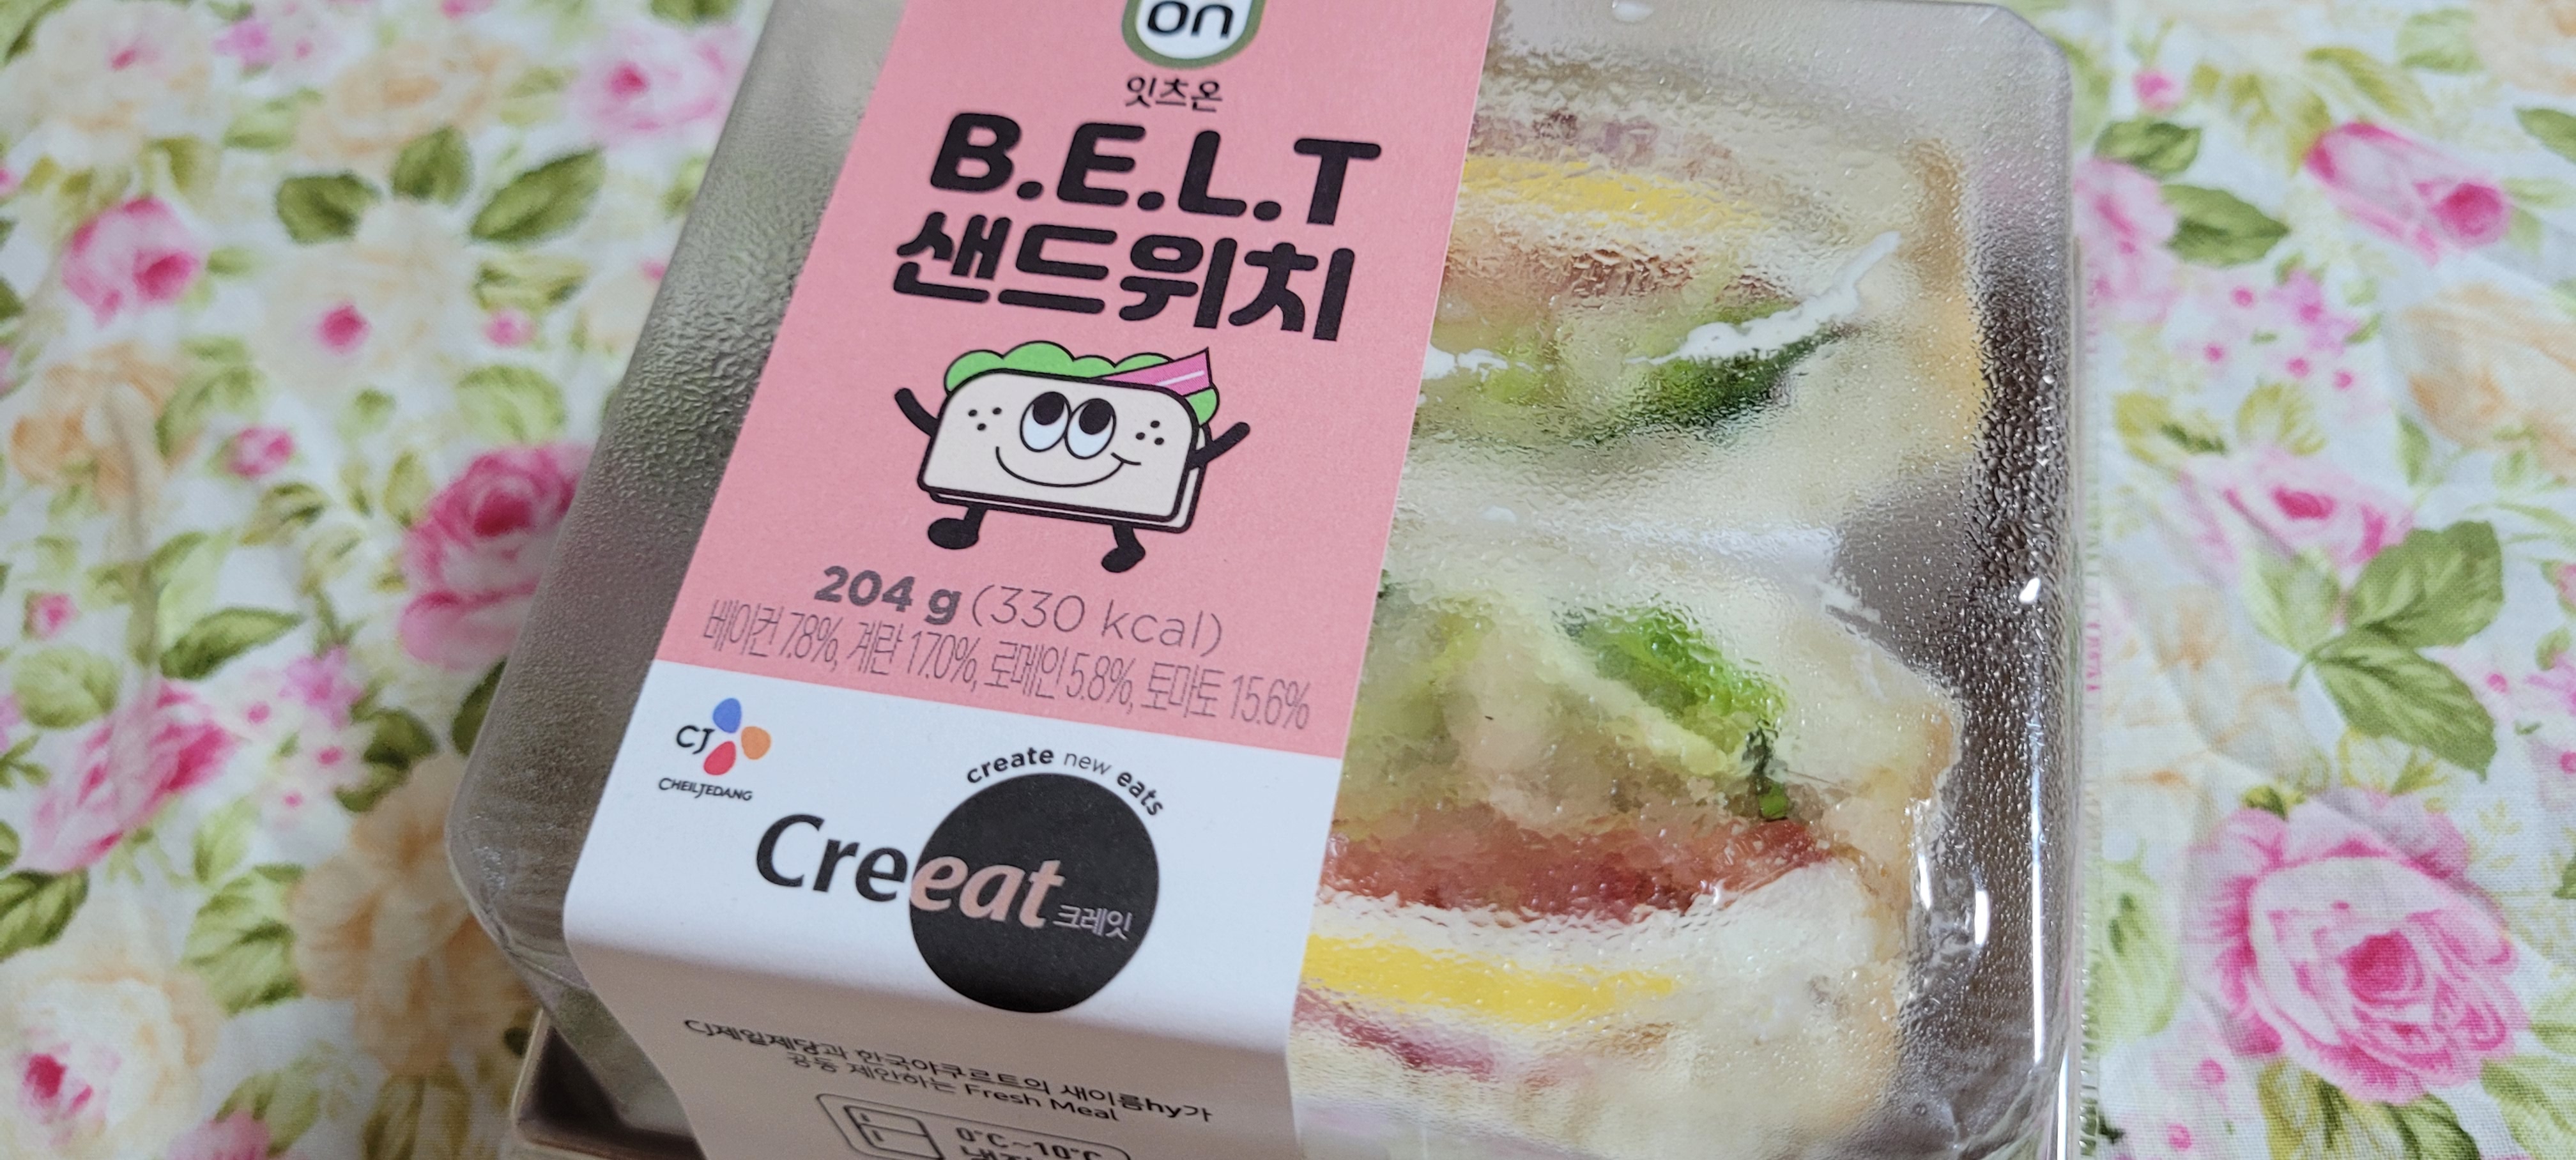 on
잇츠온
B.E.L.T
샌드위치
204 g (330 kcal)
베이컨 7.8%, 계란 17.0%, 로메인 5.8%, 토마토 15.6%
CJ
CHEILJEDANG
create new eats
Creeat 크레잇
CJ제일제당과 한국야쿠르트의 새이름hy가
공동 제안하는 Fresh Meal
0℃~10℃